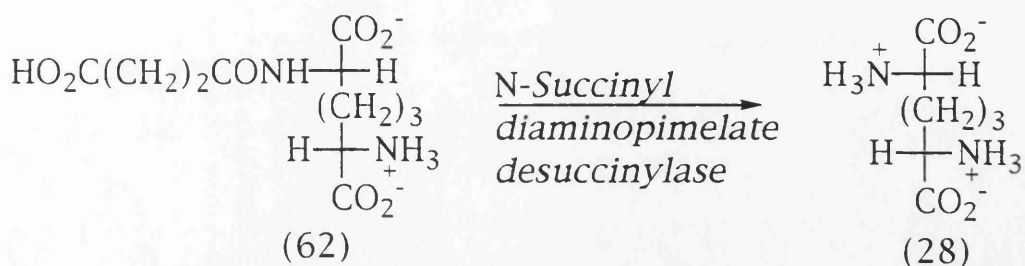 CO₂⁻
HO₂C(CH₂)₂CONH H
(CH₂)₃
H NH₃⁺
CO₂⁻
(62)
N-Succinyl
diaminopimelate
desuccinylase
CO₂⁻
H₃N⁺ H
(CH₂)₃
H NH₃⁺
CO₂⁻
(28)